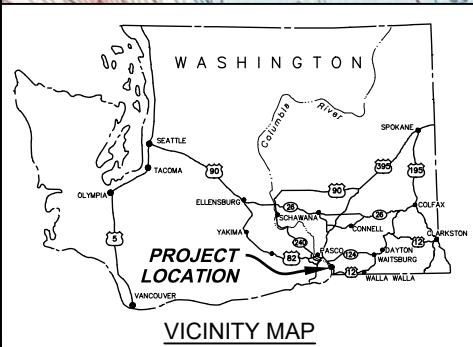 WASHINGTON
Columbia River
SPOKANE
SEATTLE
90
395
195
TACOMA
90
OLYMPIA
ELLENSBURG
26
COLFAX
SCHAWANA
26
5
YAKIMA
CONNELL
CLARKSTON
240
12
PROJECT
LOCATION
82
PASCO
124
DAYTON
WAITSBURG
12
WALLA WALLA
VANCOUVER
VICINITY MAP